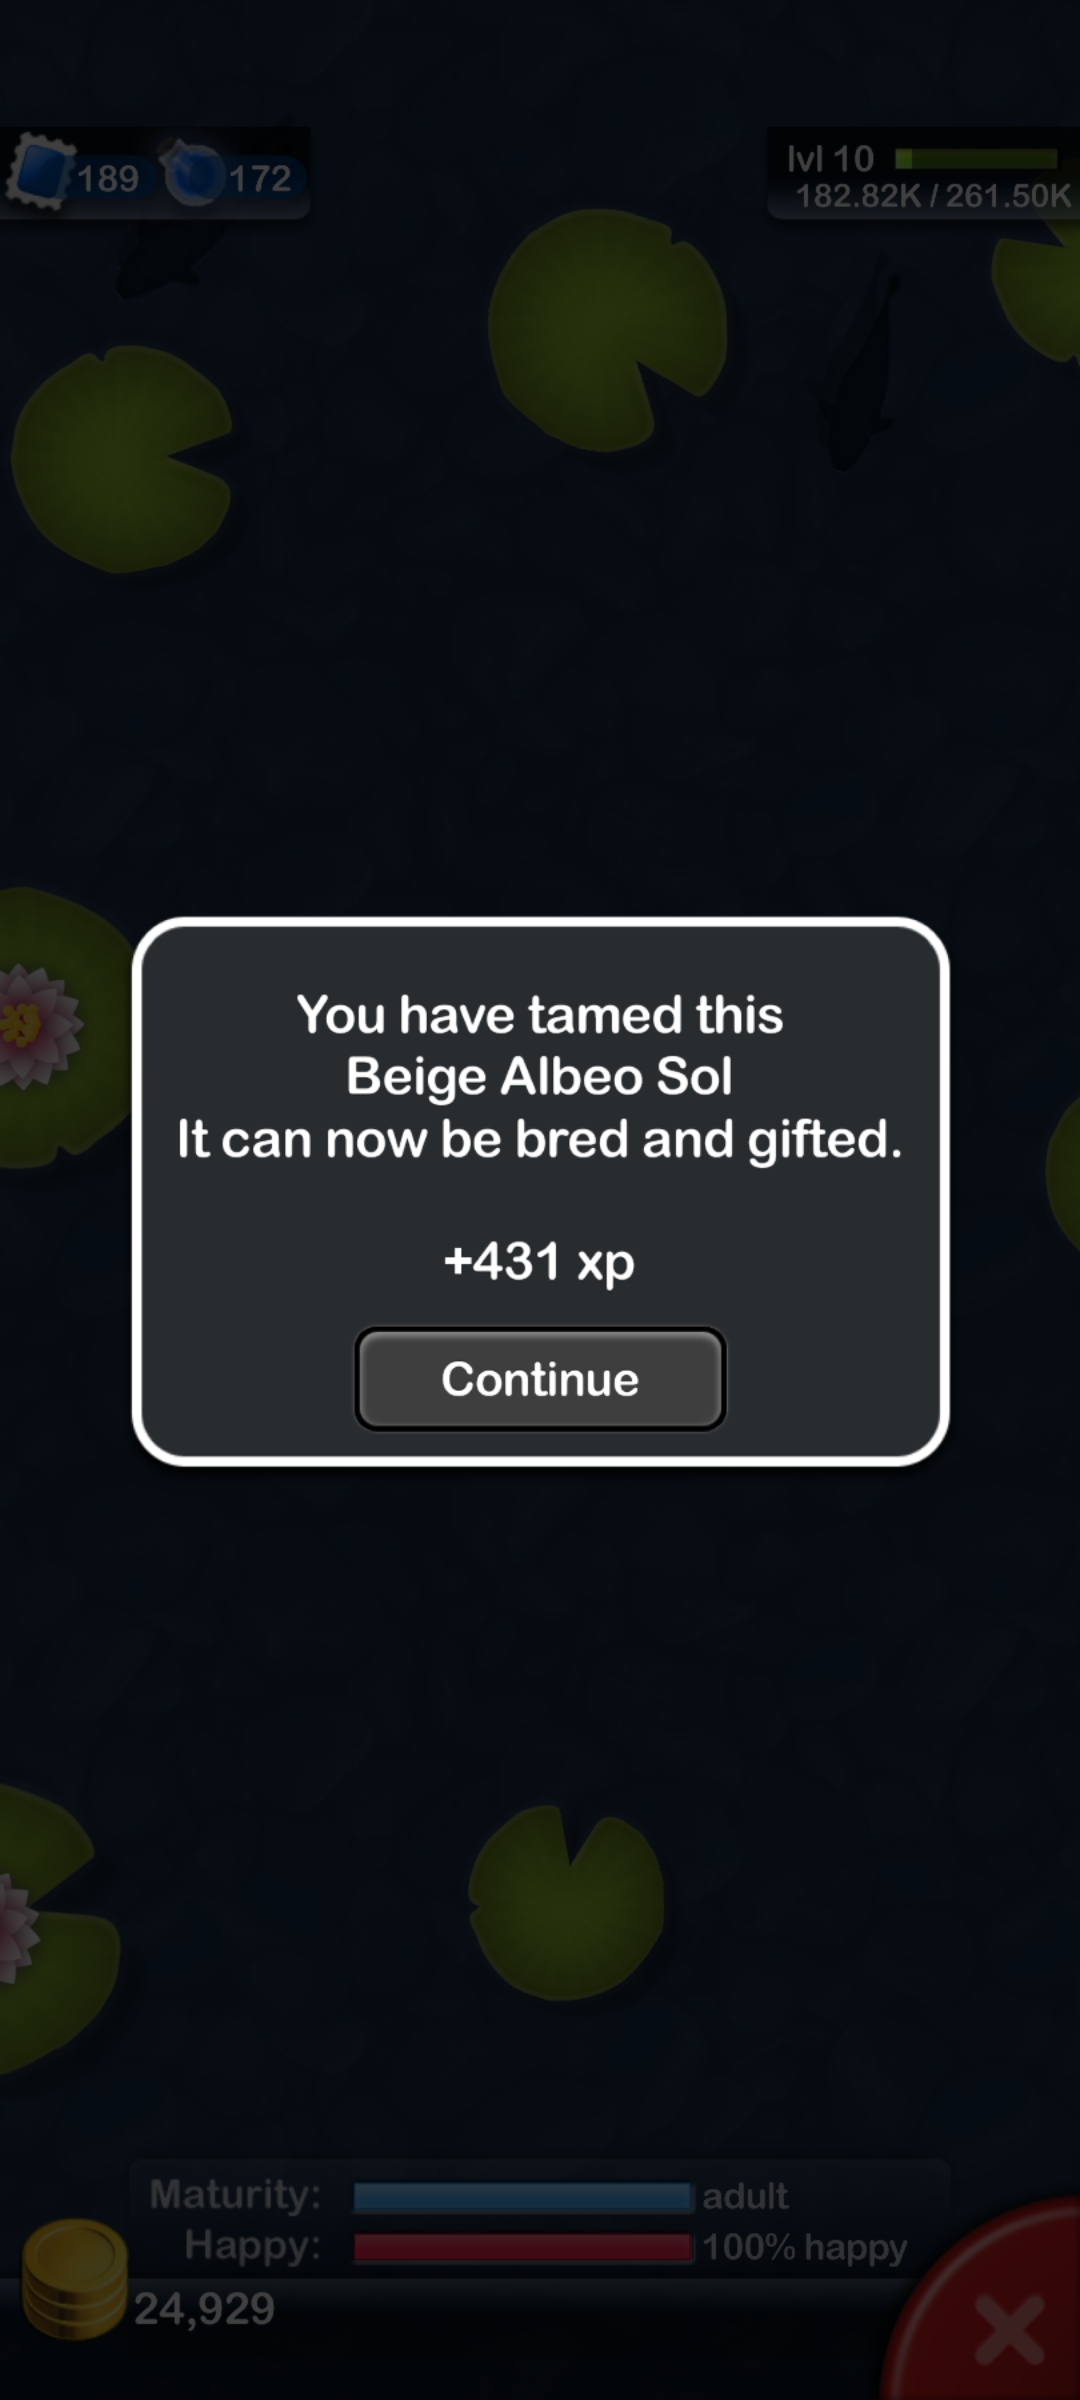 189 172
lvl 10
182.82K / 261.50K
You have tamed this
Beige Albeo Sol
It can now be bred and gifted.
+431 xp
Continue
Maturity: adult
Happy: 100% happy
24,929